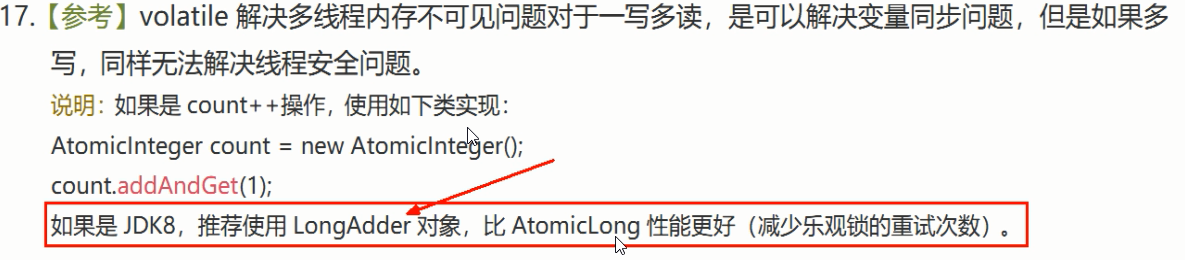 17.【参考】volatile 解决多线程内存不可见问题对于一写多读，是可以解决变量同步问题，但是如果多
写，同样无法解决线程安全问题。
说明：如果是 count++操作，使用如下类实现：
AtomicInteger count = new AtomicInteger();
count.addAndGet(1);
如果是 JDK8，推荐使用 LongAdder 对象，比 AtomicLong 性能更好（减少乐观锁的重试次数）。